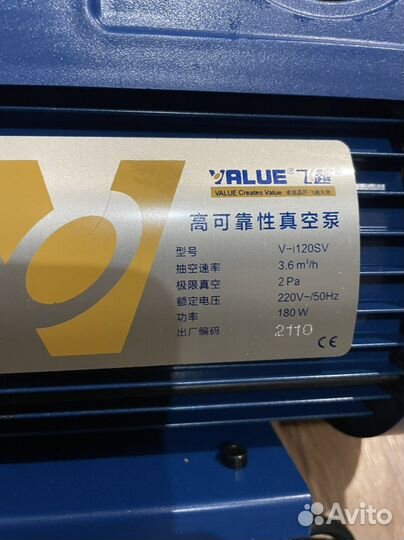 VALUE® 飞越®
VALUE Creates Value 卓越品质 飞越无限
高可靠性真空泵
型号 V-i120SV
抽空速率 3.6 m³/h
极限真空 2 Pa
额定电压 220V~/50Hz
功率 180 W
出厂编码 2110
CE
Avito